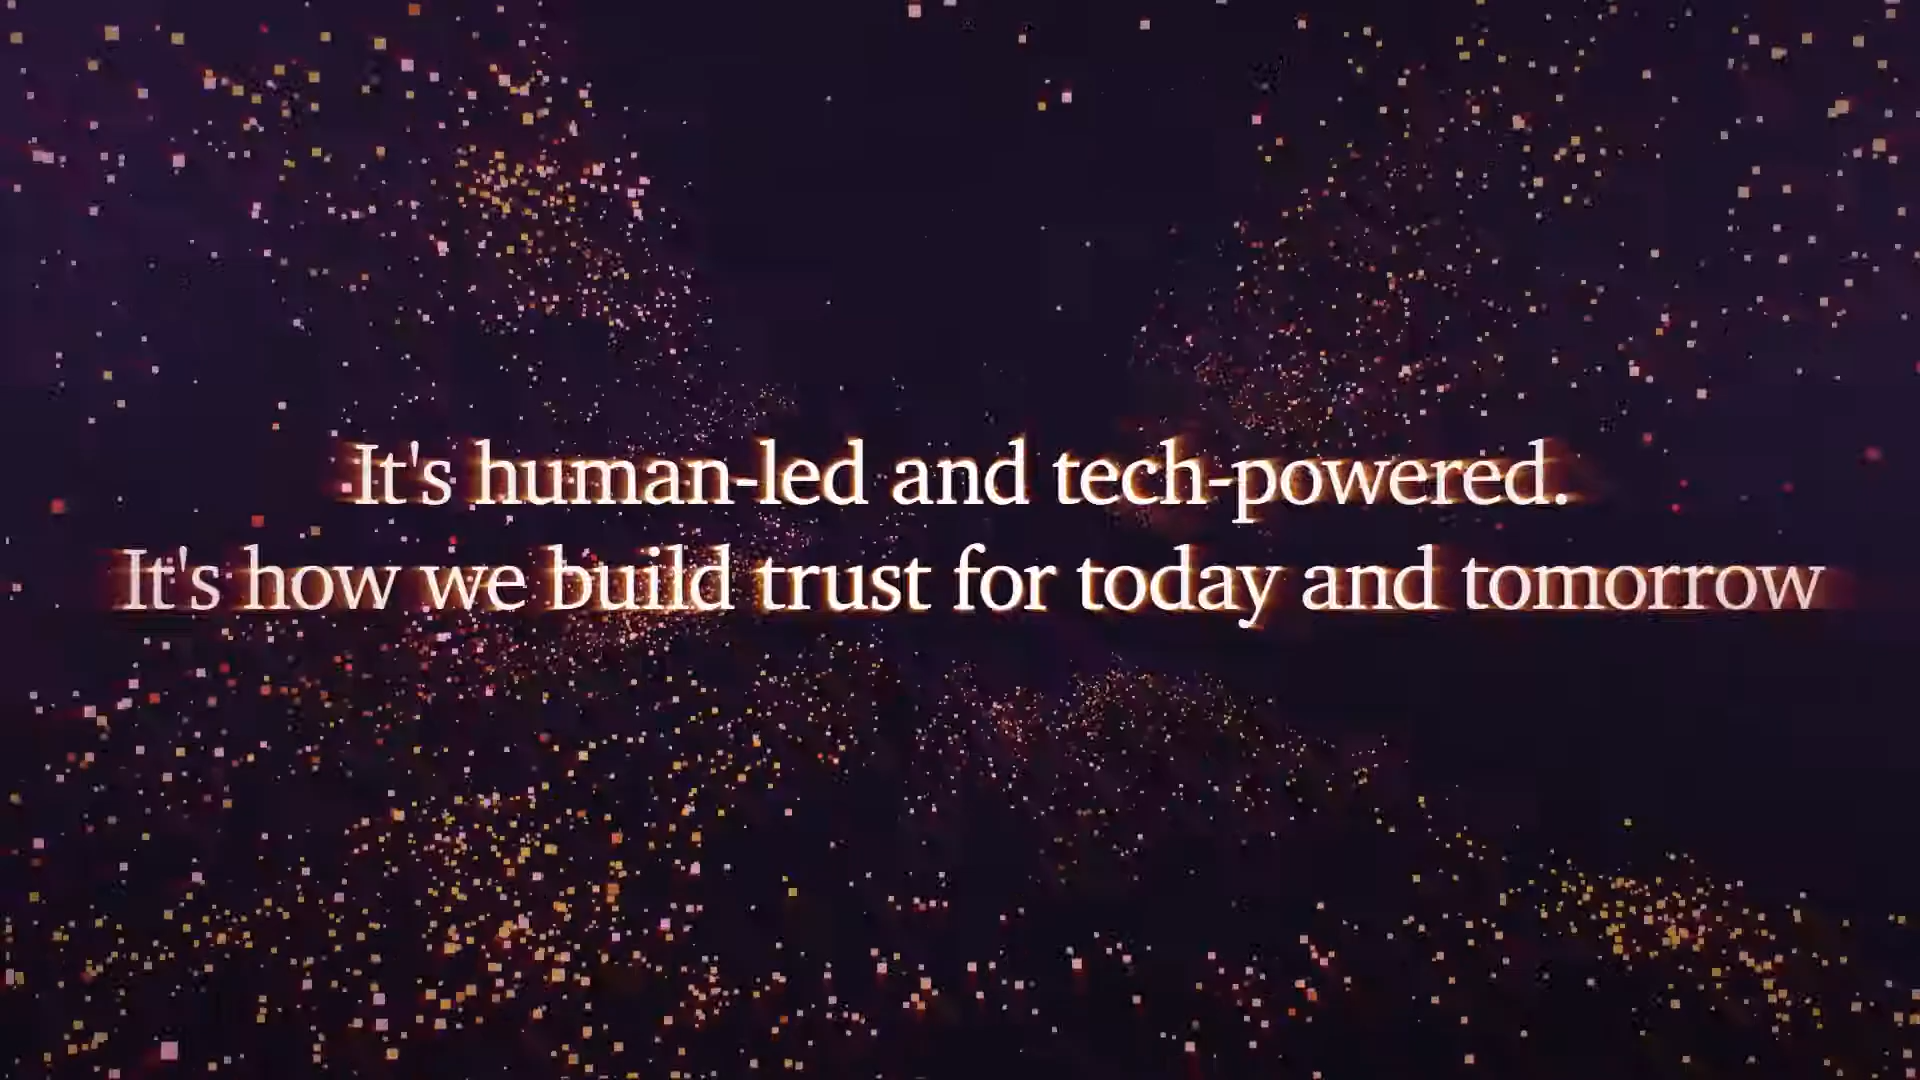 It's human-led and tech-powered.
It's how we build trust for today and tomorrow